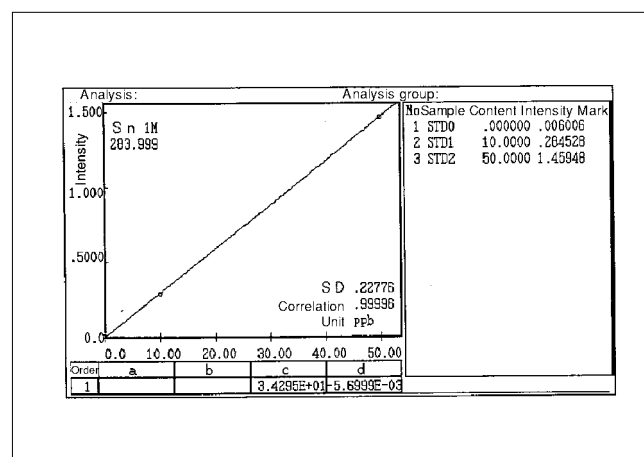 Analysis: Analysis group:
Sn 1M
283.999
Intensity
1.500
1.000
.5000
0.0
0.0 10.00 20.00 30.00 40.00 50.00
SD .22776
Correlation .99996
Unit ppb
No Sample Content Intensity Mark
1 STD0 .000000 .006006
2 STD1 10.0000 .284528
3 STD2 50.0000 1.45948
Order a b c d
1 3.4295E+01 -5.6999E-03